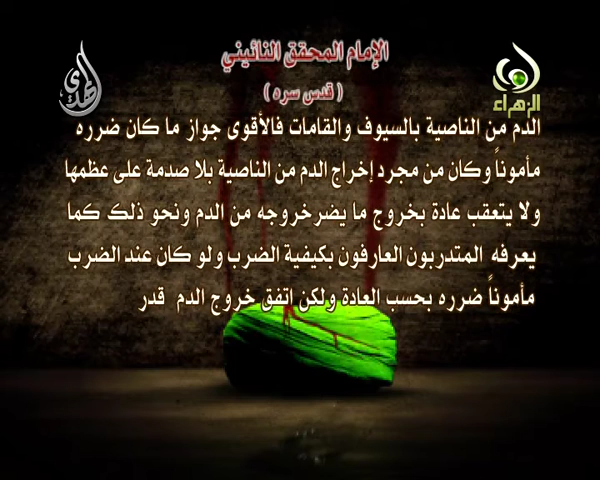 الإمام المحقق النائيني
( قدس سره )
الزهراء
الدم من الناصية بالسيوف والقامات فالأقوى جواز ما كان ضرره
مأموناً وكان من مجرد إخراج الدم من الناصية بلا صدمة على عظمها
ولا يتعقب عادة بخروج ما يضر خروجه من الدم ونحو ذلك كما
يعرفه المتدربون العارفون بكيفية الضرب ولو كان عند الضرب
مأموناً ضرره بحسب العادة ولكن اتفق خروج الدم قدر